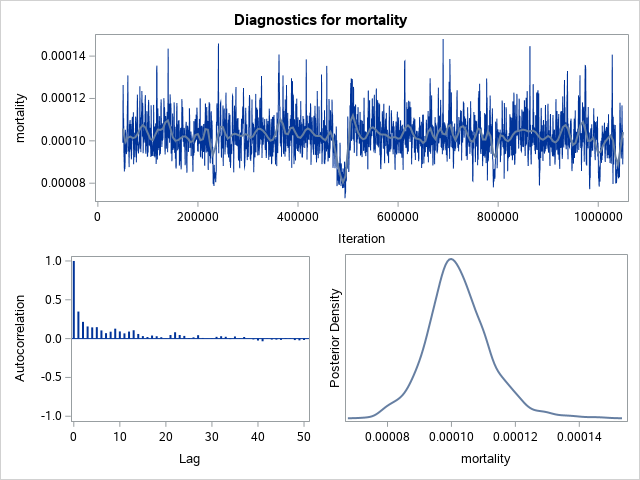 Diagnostics for mortality
mortality
0.00014
0.00012
0.00010
0.00008
0 200000 400000 600000 800000 1000000
Iteration
Autocorrelation
1.0
0.5
0.0
-0.5
-1.0
0 10 20 30 40 50
Lag
Posterior Density
0.00008 0.00010 0.00012 0.00014
mortality